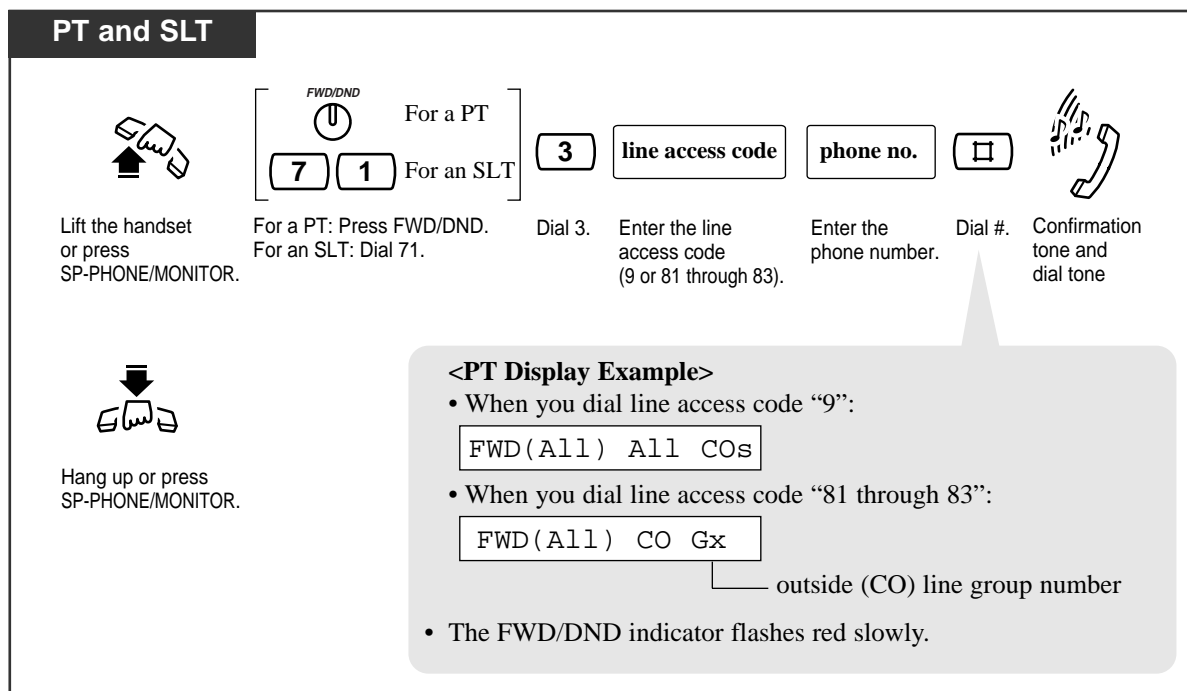 PT and SLT
FWD/DND
For a PT
7 1 For an SLT
3
line access code
phone no.
Lift the handset
or press
SP-PHONE/MONITOR.
For a PT: Press FWD/DND.
For an SLT: Dial 71.
Dial 3.
Enter the line
access code
(9 or 81 through 83).
Enter the
phone number.
Dial #.
Confirmation
tone and
dial tone
Hang up or press
SP-PHONE/MONITOR.
<PT Display Example>
• When you dial line access code “9”:
FWD(All) All COs
• When you dial line access code “81 through 83”:
FWD(All) CO Gx
outside (CO) line group number
• The FWD/DND indicator flashes red slowly.